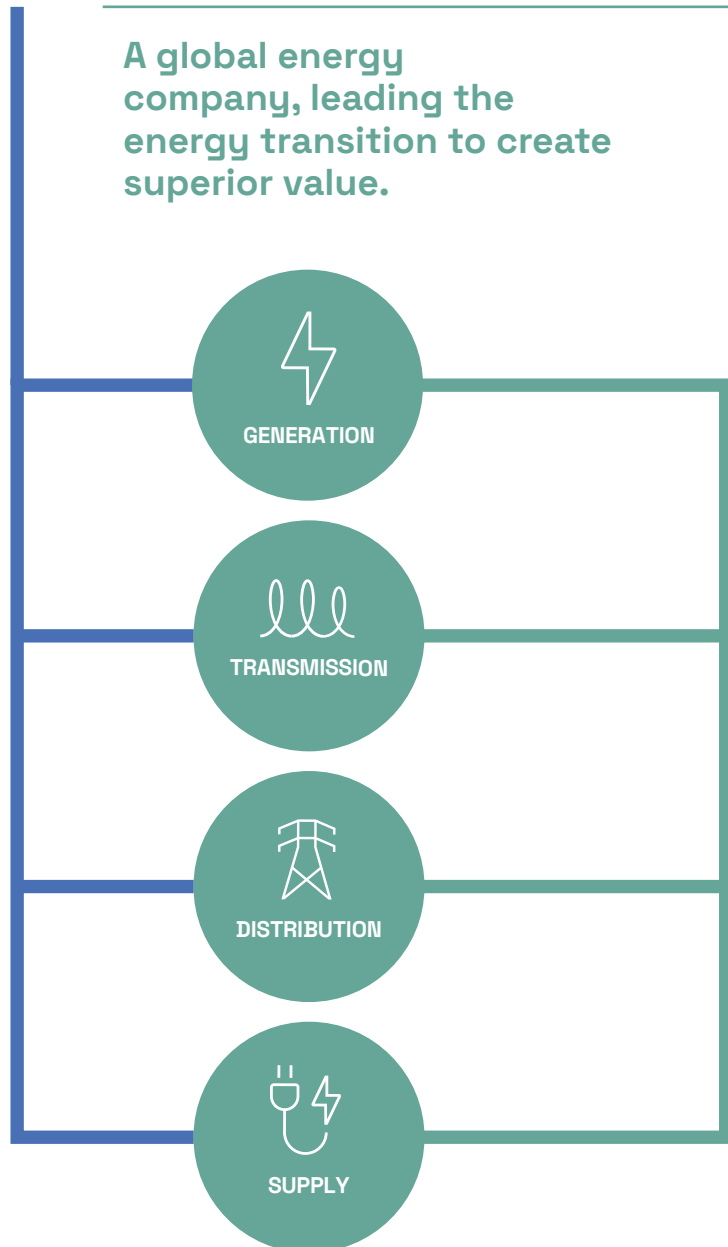 A global energy
company, leading the
energy transition to create
superior value.
GENERATION
TRANSMISSION
DISTRIBUTION
SUPPLY